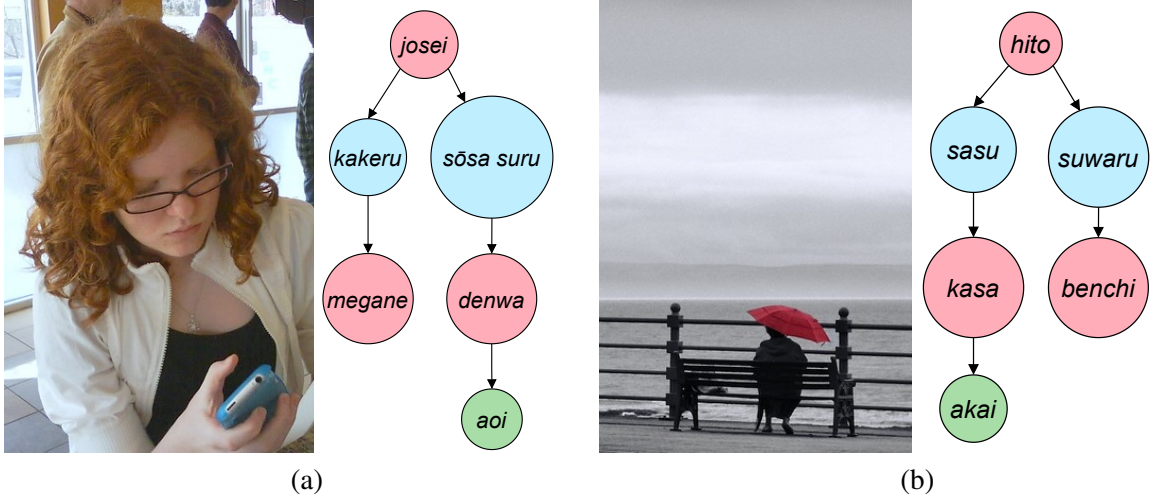 josei
kakeru
sōsa suru
megane
denwa
aoi
(a)
hito
sasu
suwaru
kasa
benchi
akai
(b)